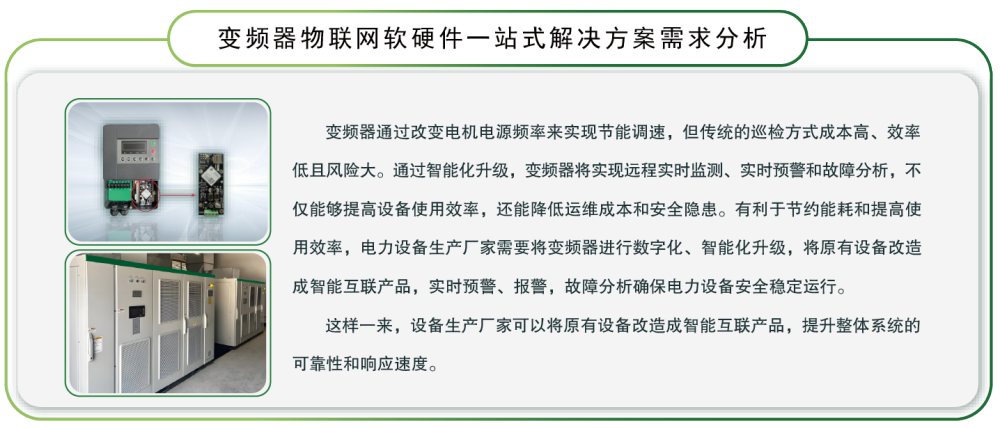 变频器物联网软硬件一站式解决方案需求分析
变频器通过改变电机电源频率来实现节能调速，但传统的巡检方式成本高、效率
低且风险大。通过智能化升级，变频器将实现远程实时监测、实时预警和故障分析，不
仅能够提高设备使用效率，还能降低运维成本和安全隐患。有利于节约能耗和提高使
用效率，电力设备生产厂家需要将变频器进行数字化、智能化升级，将原有设备改造
成智能互联产品，实时预警、报警，故障分析确保电力设备安全稳定运行。
这样一来，设备生产厂家可以将原有设备改造成智能互联产品，提升整体系统的
可靠性和响应速度。